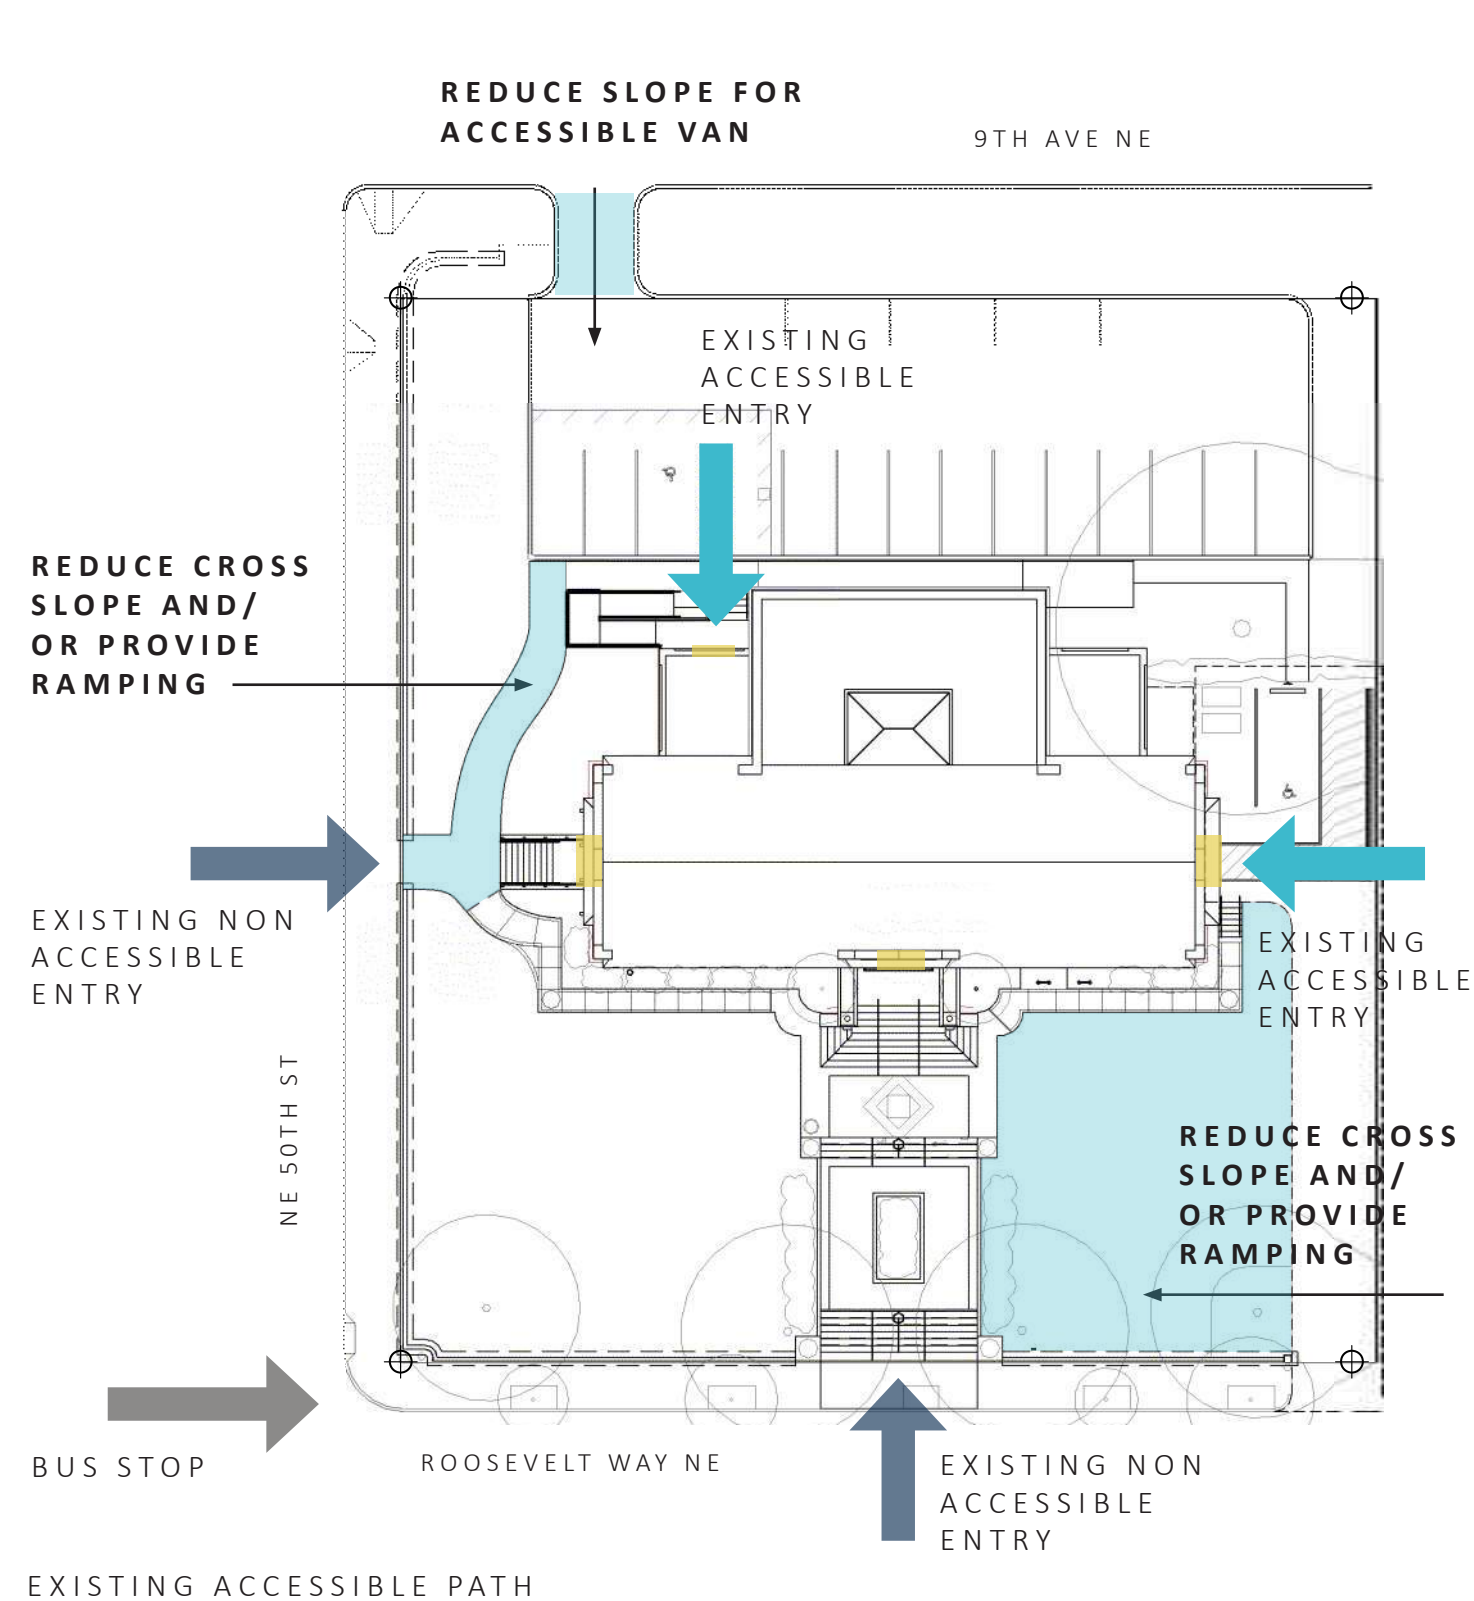 REDUCE SLOPE FOR
ACCESSIBLE VAN
9TH AVE NE
EXISTING
ACCESSIBLE
ENTRY
REDUCE CROSS
SLOPE AND/
OR PROVIDE
RAMPING
EXISTING NON
ACCESSIBLE
ENTRY
EXISTING
ACCESSIBLE
ENTRY
NE 50TH ST
REDUCE CROSS
SLOPE AND/
OR PROVIDE
RAMPING
BUS STOP
ROOSEVELT WAY NE
EXISTING NON
ACCESSIBLE
ENTRY
EXISTING ACCESSIBLE PATH